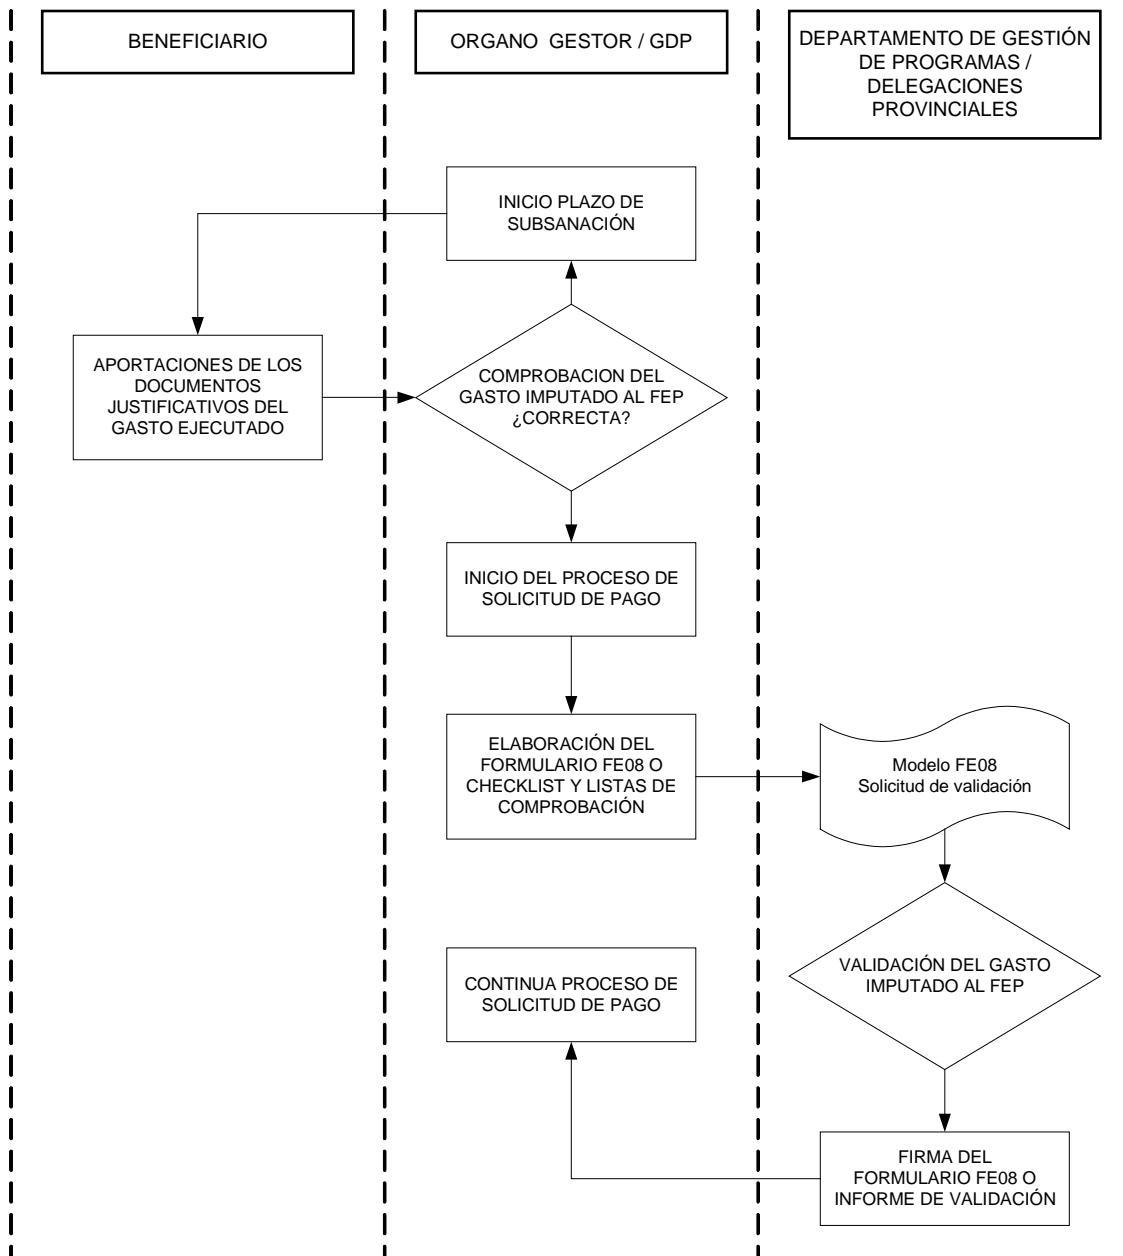 BENEFICIARIO
ORGANO GESTOR / GDP
DEPARTAMENTO DE GESTIÓN
DE PROGRAMAS /
DELEGACIONES
PROVINCIALES
INICIO PLAZO DE
SUBSANACIÓN
APORTACIONES DE LOS
DOCUMENTOS
JUSTIFICATIVOS DEL
GASTO EJECUTADO
COMPROBACION DEL
GASTO IMPUTADO AL FEP
¿CORRECTA?
INICIO DEL PROCESO DE
SOLICITUD DE PAGO
ELABORACIÓN DEL
FORMULARIO FE08 O
CHECKLIST Y LISTAS DE
COMPROBACIÓN
Modelo FE08
Solicitud de validación
VALIDACIÓN DEL GASTO
IMPUTADO AL FEP
CONTINUA PROCESO DE
SOLICITUD DE PAGO
FIRMA DEL
FORMULARIO FE08 O
INFORME DE VALIDACIÓN